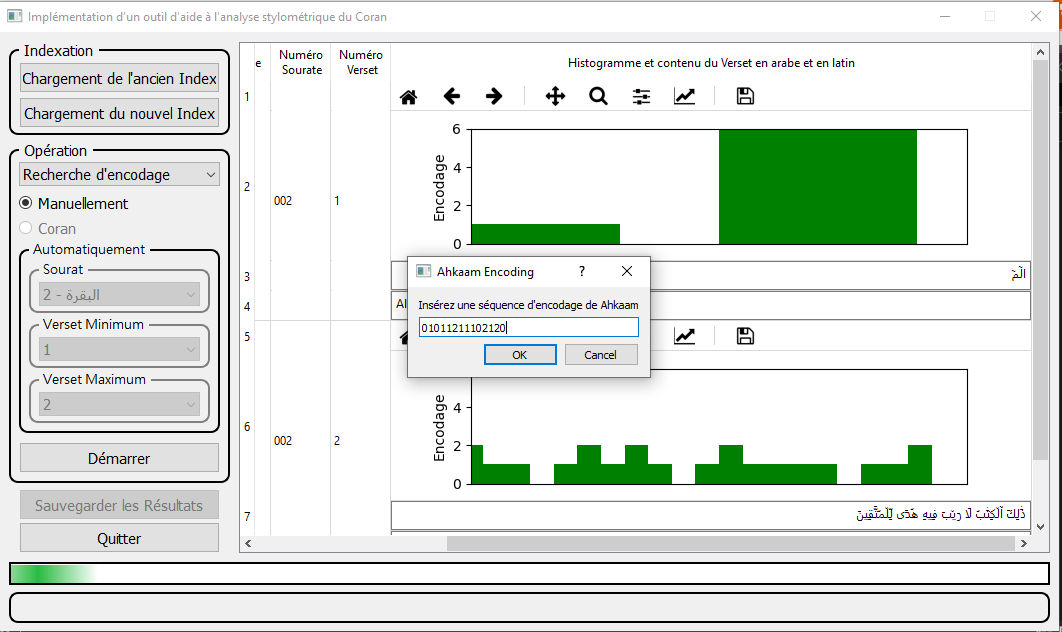 Implémentation d'un outil d'aide à l'analyse stylométrique du Coran
Indexation
Chargement de l'ancien Index
Chargement du nouvel Index
Opération
Recherche d'encodage
Manuellement
Coran
Automatiquement
Sourat
2 - البقرة
Verset Minimum
1
Verset Maximum
2
Démarrer
Sauvegarder les Résultats
Quitter
e
Numéro Sourate
Numéro Verset
Histogramme et contenu du Verset en arabe et en latin
1
2
002
1
6
4
2
0
Encodage
3
الٓمٓ
4
Al
5
6
002
2
4
2
0
Encodage
7
ذَٰلِكَ ٱلْكِتَٰبُ لَا رَيْبَ فِيهِ هُدًى لِّلْمُتَّقِينَ
Ahkaam Encoding
?
Insérez une séquence d'encodage de Ahkaam
01011211102120
OK
Cancel